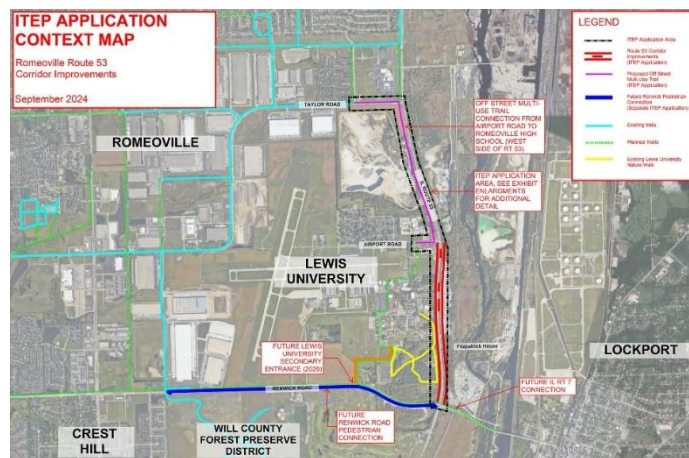 ITEP APPLICATION
CONTEXT MAP
Romeoville Route 53
Corridor Improvements
September 2024
LEGEND
ITEP Application Area
Route 53 Corridor
Improvements
(ITEP Application)
Proposed Off Street
Multi-Use Trail
(ITEP Application)
Future Renwick Pedestrian
Connection
(Separate ITEP Application)
Existing trails
Planned Trails
Existing Lewis University
Nature Walk
TAYLOR ROAD
OFF STREET MULTI-
USE TRAIL
CONNECTION FROM
AIRPORT ROAD TO
ROMEOVILLE HIGH
SCHOOL (WEST
SIDE OF RT 53)
ROMEOVILLE
ITEP APPLICATION
AREA, SEE EXHIBIT
ENLARGMENTS
FOR ADDITIONAL
DETAIL
AIRPORT ROAD
LEWIS
UNIVERSITY
Fitzpatrick House
LOCKPORT
FUTURE LEWIS
UNIVERSITY
SECONDARY
ENTRANCE (2026)
RENWICK ROAD
FUTURE IL RT 7
CONNECTION
FUTURE
RENWICK ROAD
PEDESTRIAN
CONNECTION
CREST
HILL
WILL COUNTY
FOREST PRESERVE
DISTRICT